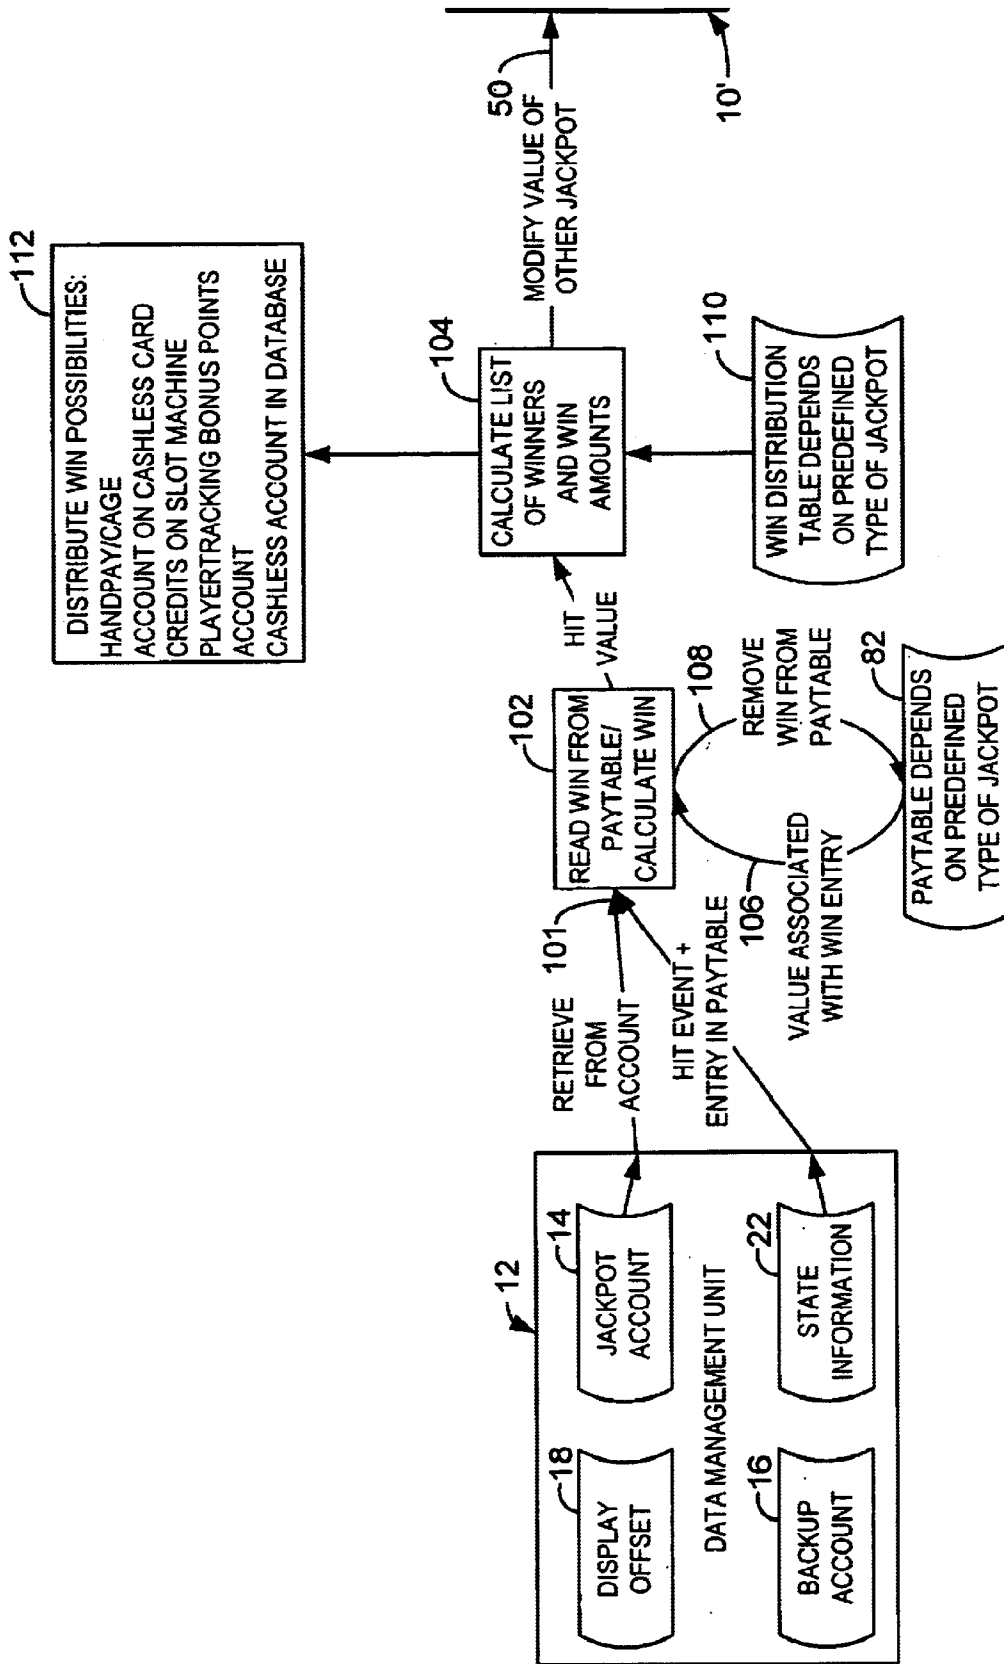 112
DISTRIBUTE WIN POSSIBILITIES:
HANDPAY/CAGE
ACCOUNT ON CASHLESS CARD
CREDITS ON SLOT MACHINE
PLAYERTRACKING BONUS POINTS
ACCOUNT
CASHLESS ACCOUNT IN DATABASE
12
18
DISPLAY
OFFSET
14
JACKPOT
ACCOUNT
DATA MANAGEMENT UNIT
16
BACKUP
ACCOUNT
22
STATE
INFORMATION
RETRIEVE
FROM
ACCOUNT
101
HIT EVENT +
ENTRY IN PAYTABLE
102
READ WIN FROM
PAYTABLE/
CALCULATE WIN
HIT
VALUE
106
VALUE ASSOCIATED
WITH WIN ENTRY
108
REMOVE
WIN FROM
PAYTABLE
82
PAYTABLE DEPENDS
ON PREDEFINED
TYPE OF JACKPOT
104
CALCULATE LIST
OF WINNERS
AND WIN
AMOUNTS
110
WIN DISTRIBUTION
TABLE DEPENDS
ON PREDEFINED
TYPE OF JACKPOT
50
MODIFY VALUE OF
OTHER JACKPOT
10'